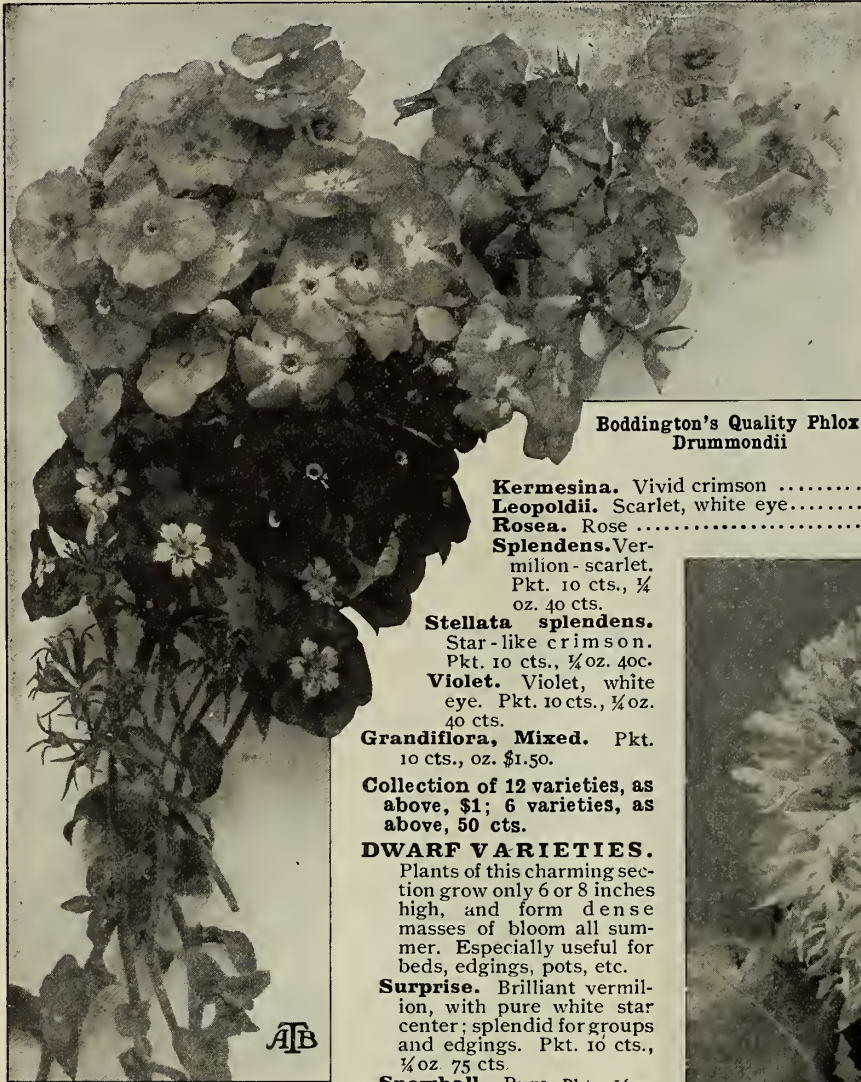 Boddington's Quality Phlox
Drummondii
Kermesina. Vivid crimson ..........
Leopoldii. Scarlet, white eye.......
Rosea. Rose ..........................
Splendens. Ver-
milion-scarlet.
Pkt. 10 cts., ¼
oz. 40 cts.
Stellata splendens.
Star-like crimson.
Pkt. 10 cts., ¼oz. 40c.
Violet. Violet, white
eye. Pkt. 10 cts., ¼oz.
40 cts.
Grandiflora, Mixed. Pkt.
10 cts., oz. $1.50.
Collection of 12 varieties, as
above, $1; 6 varieties, as
above, 50 cts.
DWARF VARIETIES.
Plants of this charming sec-
tion grow only 6 or 8 inches
high, and form dense
masses of bloom all sum-
mer. Especially useful for
beds, edgings, pots, etc.
Surprise. Brilliant vermil-
ion, with pure white star
center; splendid for groups
and edgings. Pkt. 10 cts.,
¼oz. 75 cts.
Snowball.
ATB